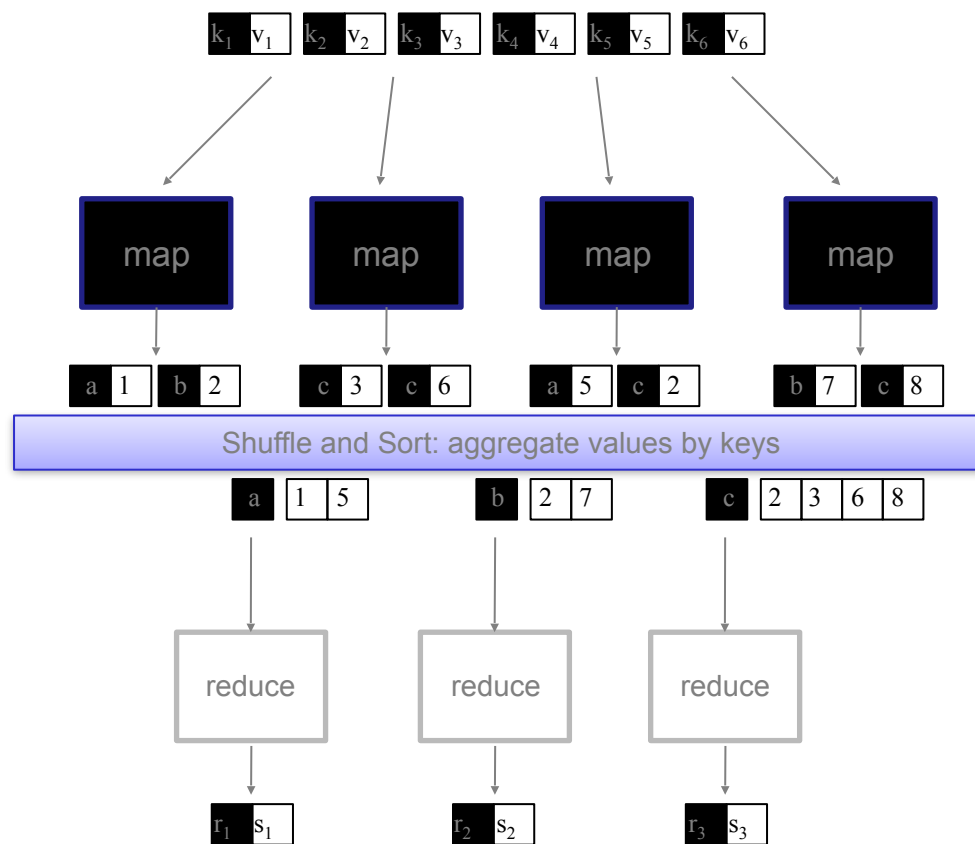 k₁ v₁ k₂ v₂ k₃ v₃ k₄ v₄ k₅ v₅ k₆ v₆
map map map map
a 1 b 2 c 3 c 6 a 5 c 2 b 7 c 8
Shuffle and Sort: aggregate values by keys
a 1 5 b 2 7 c 2 3 6 8
reduce reduce reduce
r₁ s₁ r₂ s₂ r₃ s₃